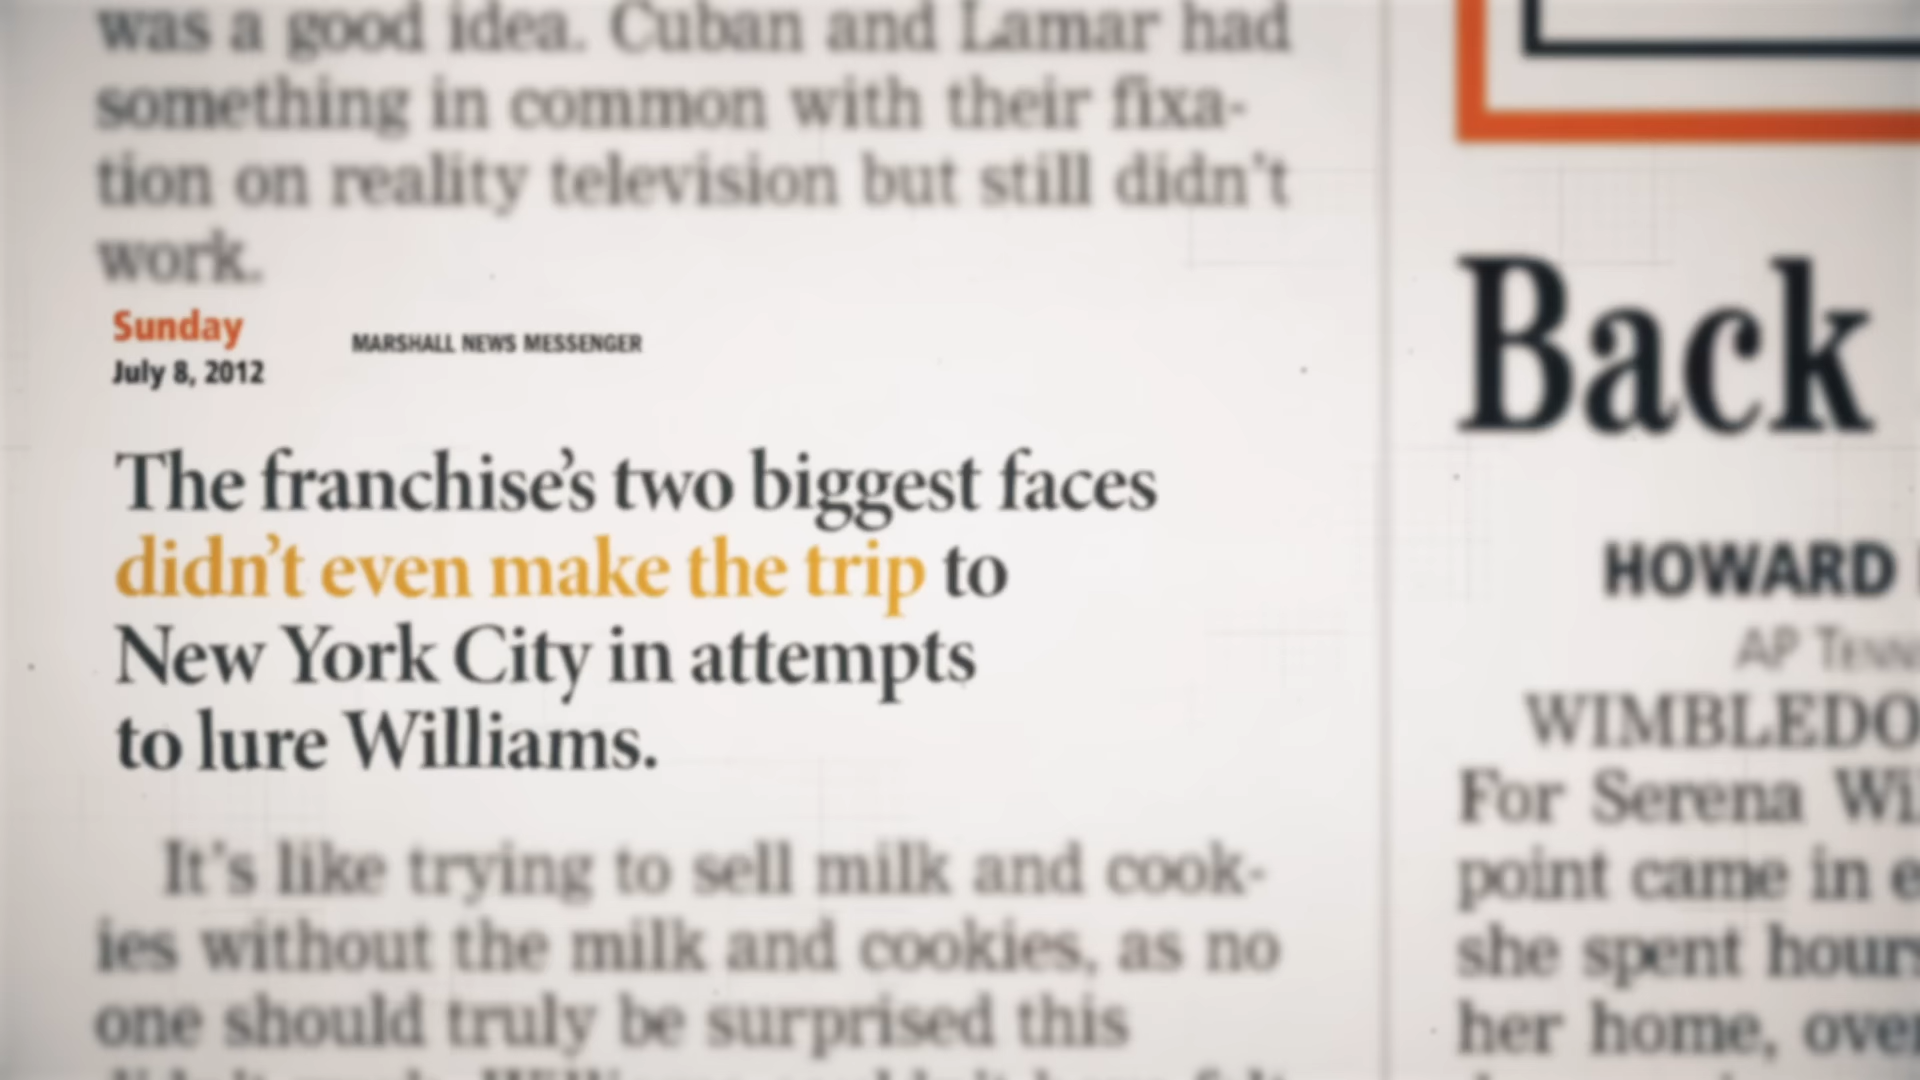 was a good idea. Cuban and Lamar had
something in common with their fixa-
tion on reality television but still didn't
work.
Sunday
July 8, 2012
MARSHALL NEWS MESSENGER
The franchise's two biggest faces
didn't even make the trip to
New York City in attempts
to lure Williams.
It's like trying to sell milk and cook-
ies without the milk and cookies, as no
one should truly be surprised this
Back
HOWARD
AP
For Serena
point came in
she spent hours
her home, over